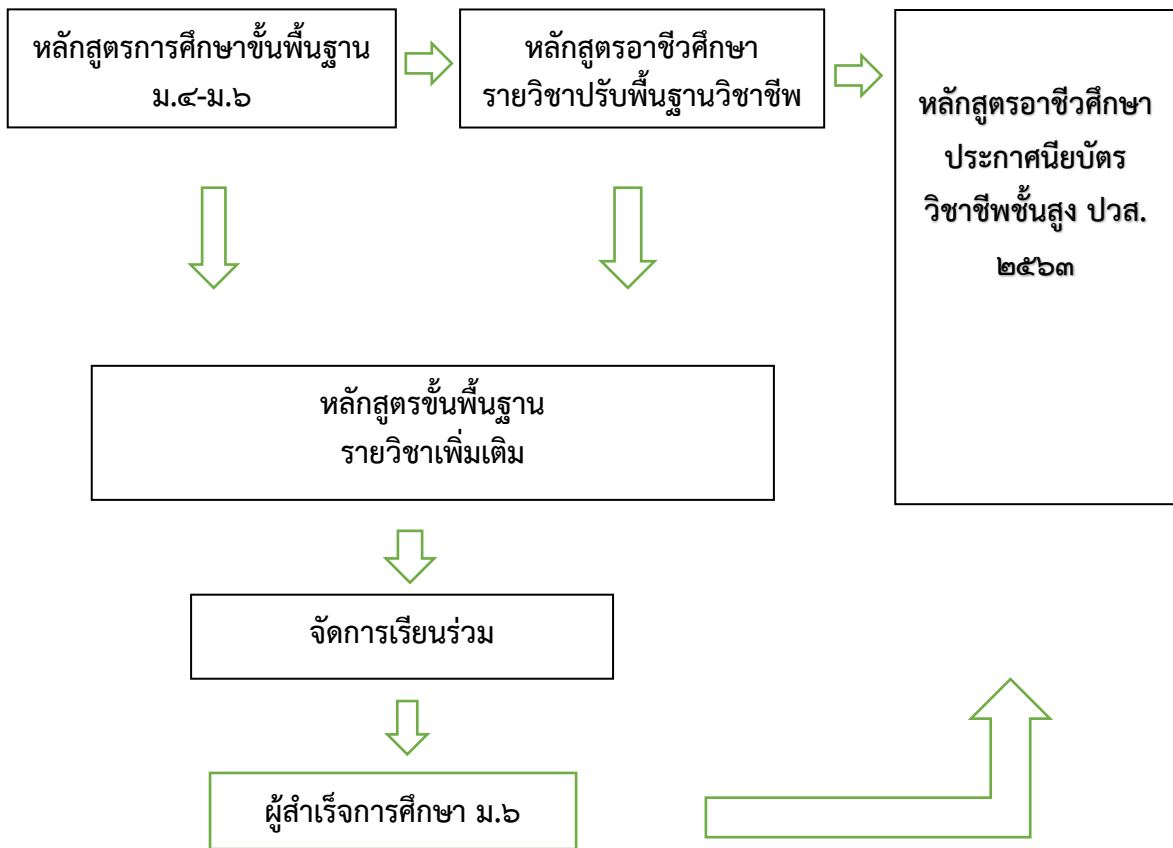 หลักสูตรการศึกษาขั้นพื้นฐาน
ม.๔-ม.๖
หลักสูตรอาชีวศึกษา
รายวิชาปรับพื้นฐานวิชาชีพ
หลักสูตรอาชีวศึกษา
ประกาศนียบัตร
วิชาชีพชั้นสูง ปวส.
๒๕๖๓
หลักสูตรขั้นพื้นฐาน
รายวิชาเพิ่มเติม
จัดการเรียนร่วม
ผู้สำเร็จการศึกษา ม.๖